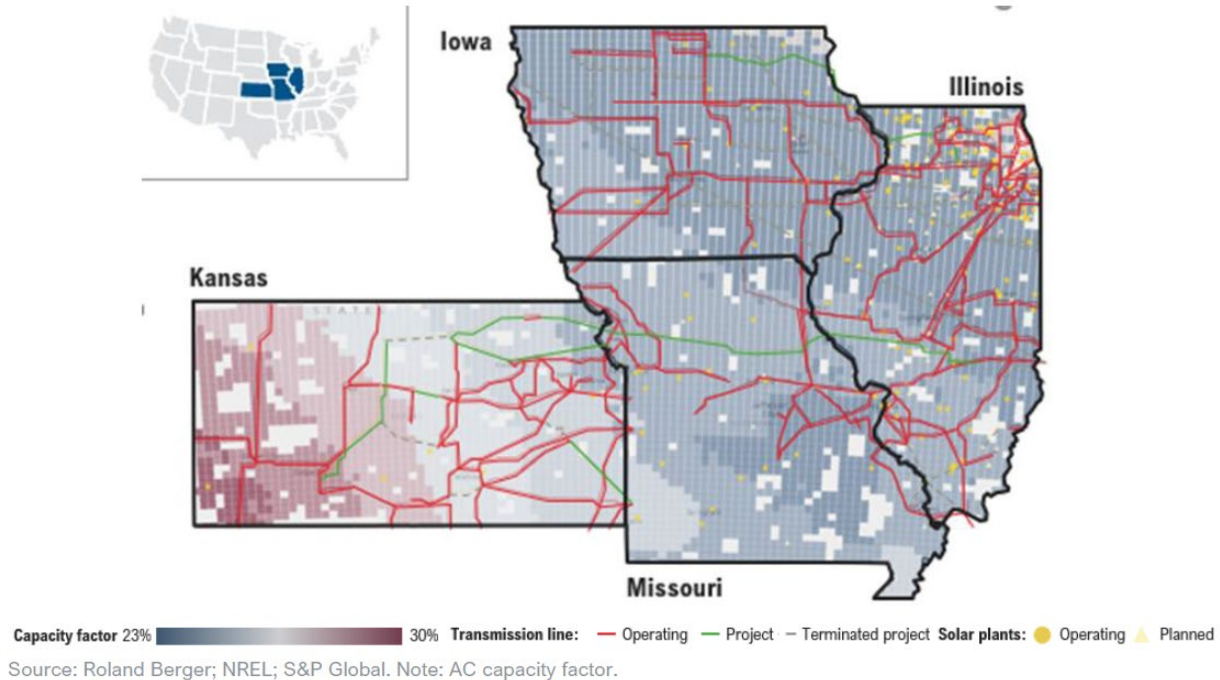 Iowa
Illinois
Kansas
STATES
Missouri
Capacity factor 23% 30% Transmission line: Operating Project Terminated project Solar plants: Operating Planned
Source: Roland Berger; NREL; S&P Global. Note: AC capacity factor.